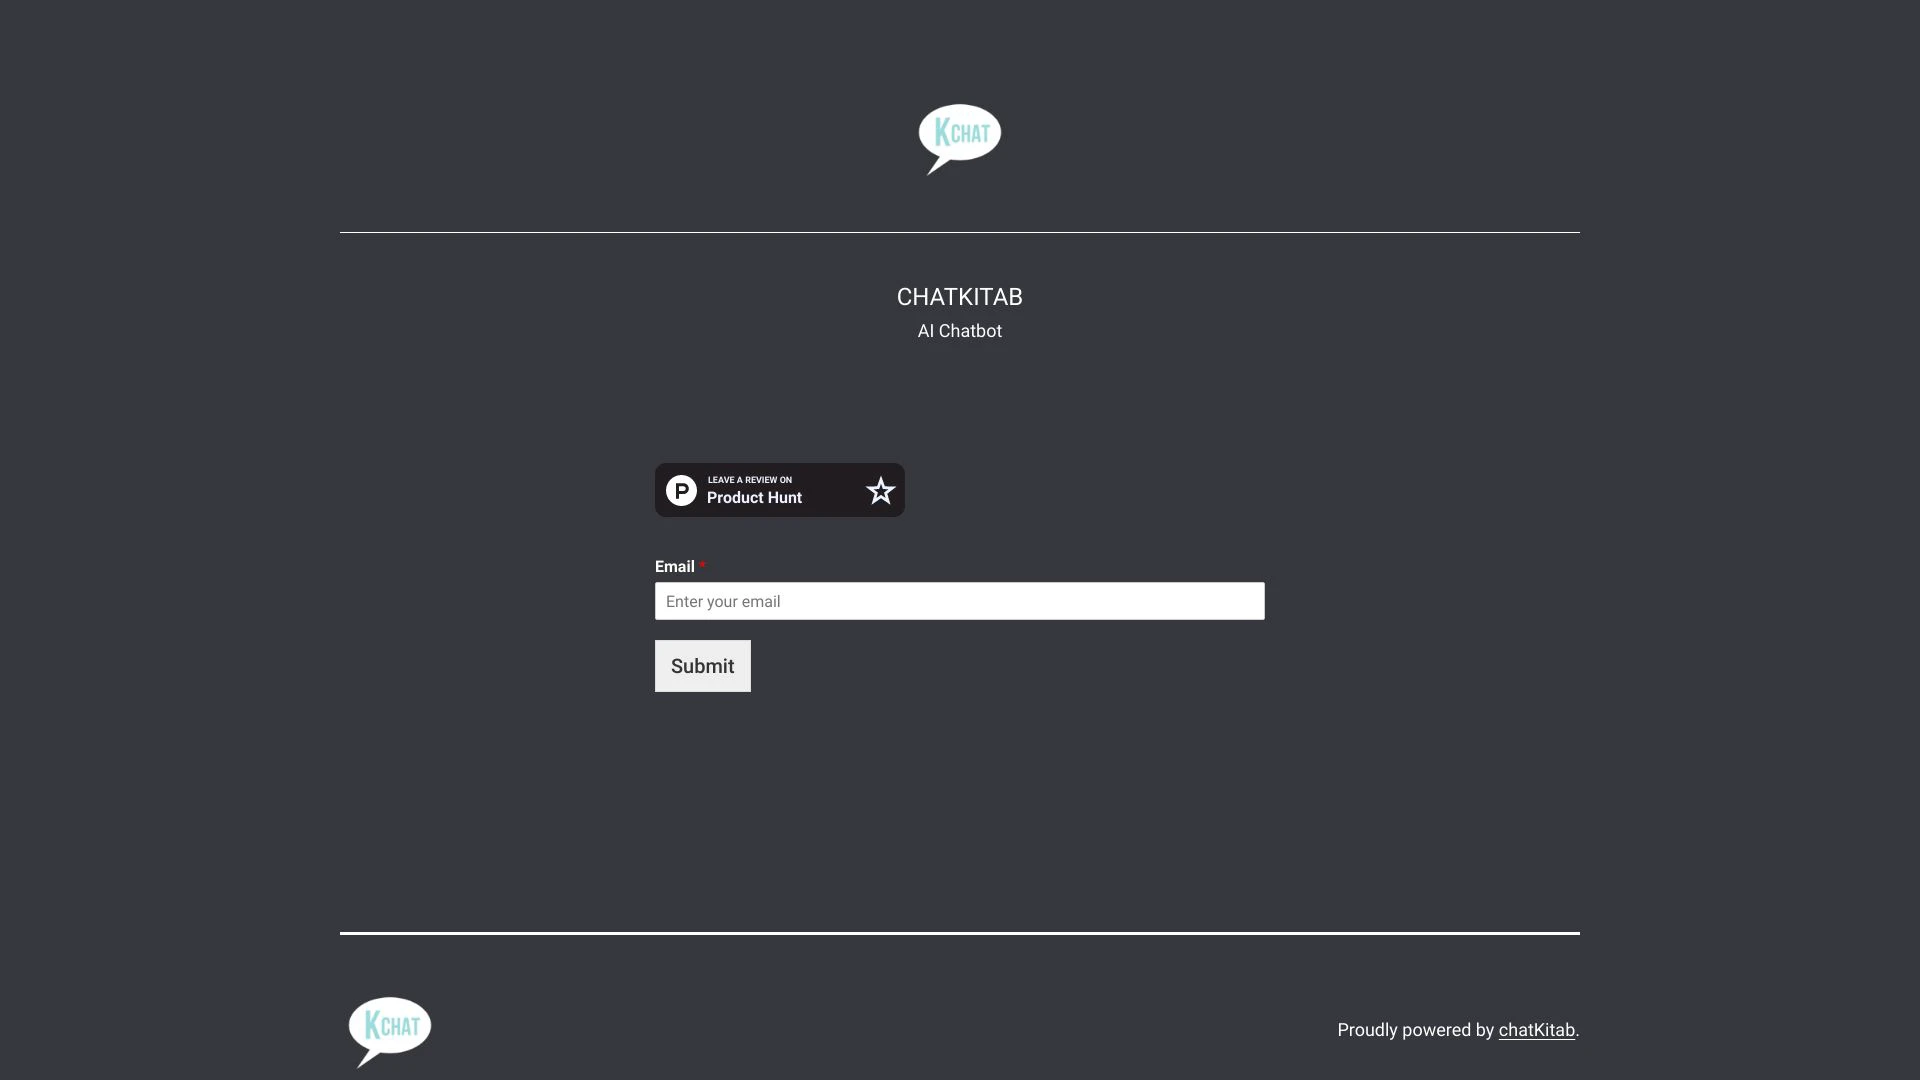 KCHAT
CHATKITAB
AI Chatbot
LEAVE A REVIEW ON
Product Hunt
Email *
Enter your email
Submit
KCHAT
Proudly powered by chatKitab.